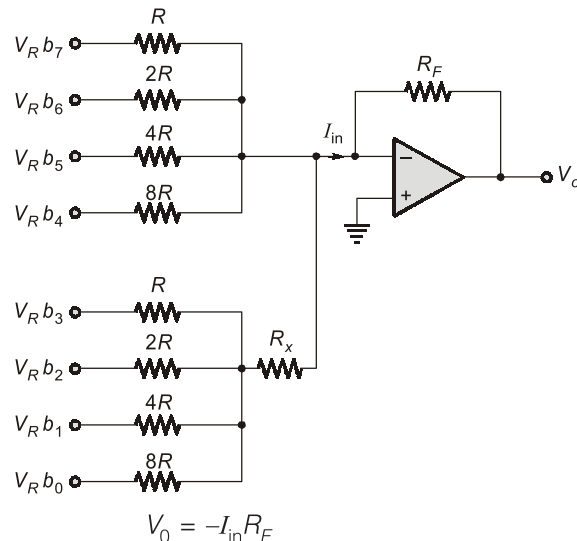 V_R b_7
R
V_R b_6
2R
V_R b_5
4R
V_R b_4
8R
I_in
R_F
−
+
V_o
V_R b_3
R
V_R b_2
2R
R_x
V_R b_1
4R
V_R b_0
8R
V_0 = −I_in R_F